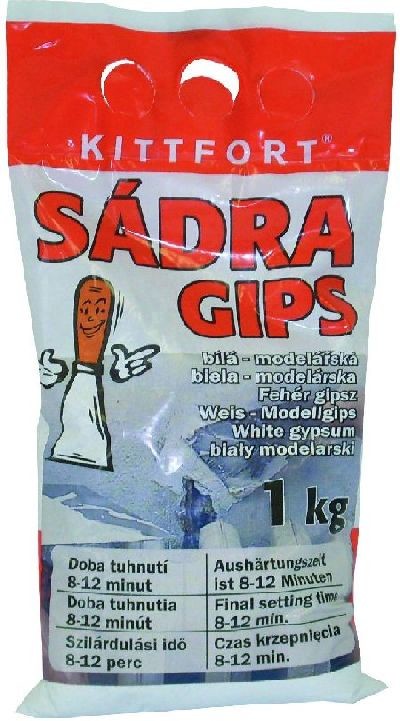 KITTFORT®
SÁDRA
GIPS
bílá - modelářská
biela - modelárska
Fehér gipsz
Weis - Modellgips
White gypsum
biały modelarski
1 kg
Doba tuhnutí
8-12 minut
Aushärtungszeit
ist 8-12 Minuten
Doba tuhnutia
8-12 minút
Final setting time
8-12 min.
Szilárdulási idő
8-12 perc
Czas krzepnięcia
8-12 min.